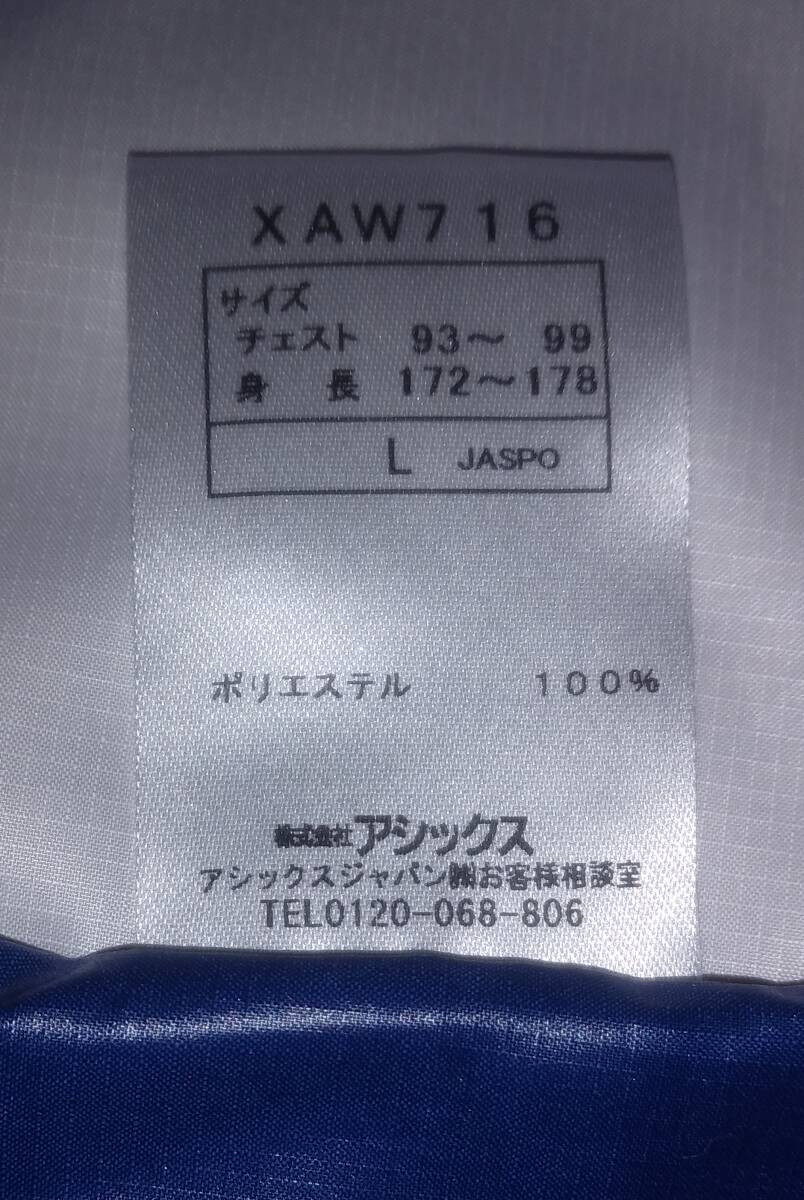 XAW716
サイズ
チェスト 93～ 99
身 長 172～178
L JASPO
ポリエステル 100%
株式会社アシックス
アシックスジャパン㈱お客様相談室
TEL0120-068-806